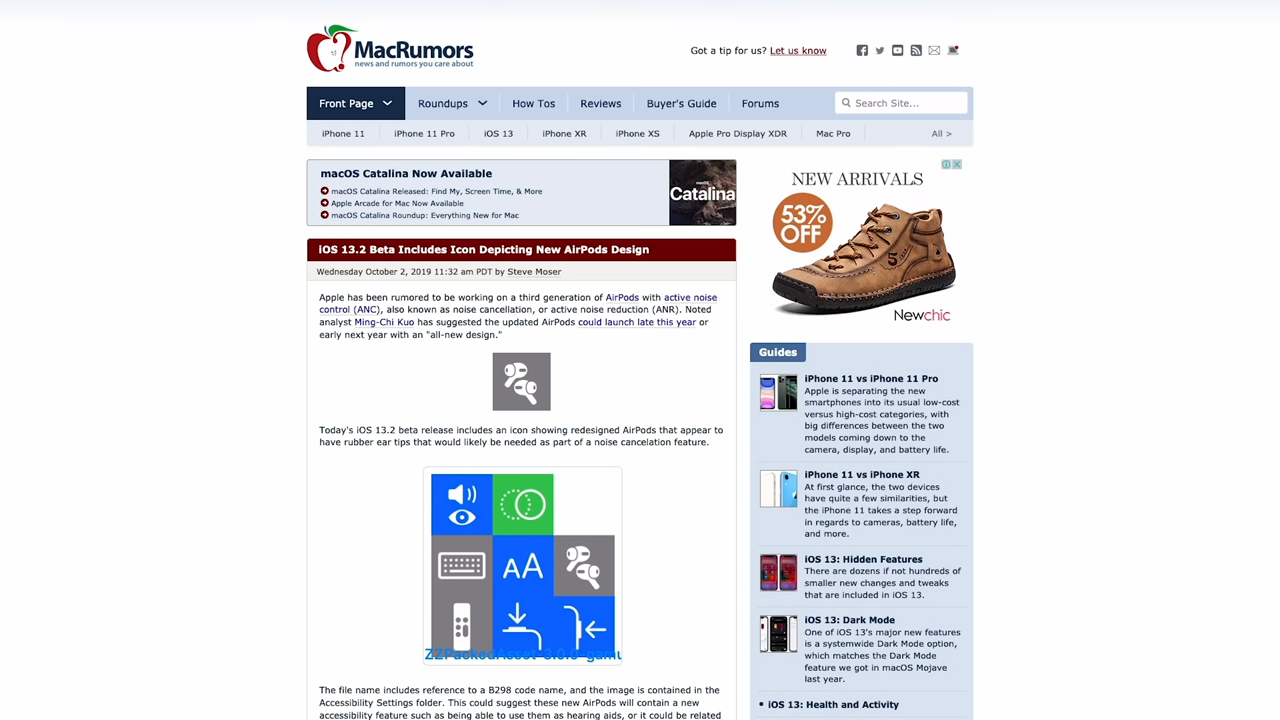 MacRumors
news and rumors you care about
Got a tip for us? Let us know
Front Page
Roundups
How Tos
Reviews
Buyer's Guide
Forums
Search Site...
iPhone 11
iPhone 11 Pro
iOS 13
iPhone XR
iPhone XS
Apple Pro Display XDR
Mac Pro
All >
macOS Catalina Now Available
macOS Catalina Released: Find My, Screen Time, & More
Apple Arcade for Mac Now Available
macOS Catalina Roundup: Everything New for Mac
macOS
Catalina
iOS 13.2 Beta Includes Icon Depicting New AirPods Design
Wednesday October 2, 2019 11:32 am PDT by Steve Moser
Apple has been rumored to be working on a third generation of AirPods with active noise
control (ANC), also known as noise cancellation, or active noise reduction (ANR). Noted
analyst Ming-Chi Kuo has suggested the updated AirPods could launch late this year or
early next year with an "all-new design."
Today's iOS 13.2 beta release includes an icon showing redesigned AirPods that appear to
have rubber ear tips that would likely be needed as part of a noise cancelation feature.
AA
The file name includes reference to a B298 code name, and the image is contained in the
Accessibility Settings folder. This could suggest these new AirPods will contain a new
accessibility feature such as being able to use them as hearing aids, or it could be related
NEW ARRIVALS
53%
OFF
Newchic
Guides
iPhone 11 vs iPhone 11 Pro
Apple is separating the new
smartphones into its usual low-cost
versus high-cost categories, with
big differences between the two
models coming down to the
camera, display, and battery life.
iPhone 11 vs iPhone XR
At first glance, the two devices
have quite a few similarities, but
the iPhone 11 takes a step forward
in regards to cameras, battery life,
and more.
iOS 13: Hidden Features
There are dozens if not hundreds of
smaller new changes and tweaks
that are included in iOS 13.
iOS 13: Dark Mode
One of iOS 13's major new features
is a systemwide Dark Mode option,
which matches the Dark Mode
feature we got in macOS Mojave
last year.
• iOS 13: Health and Activity